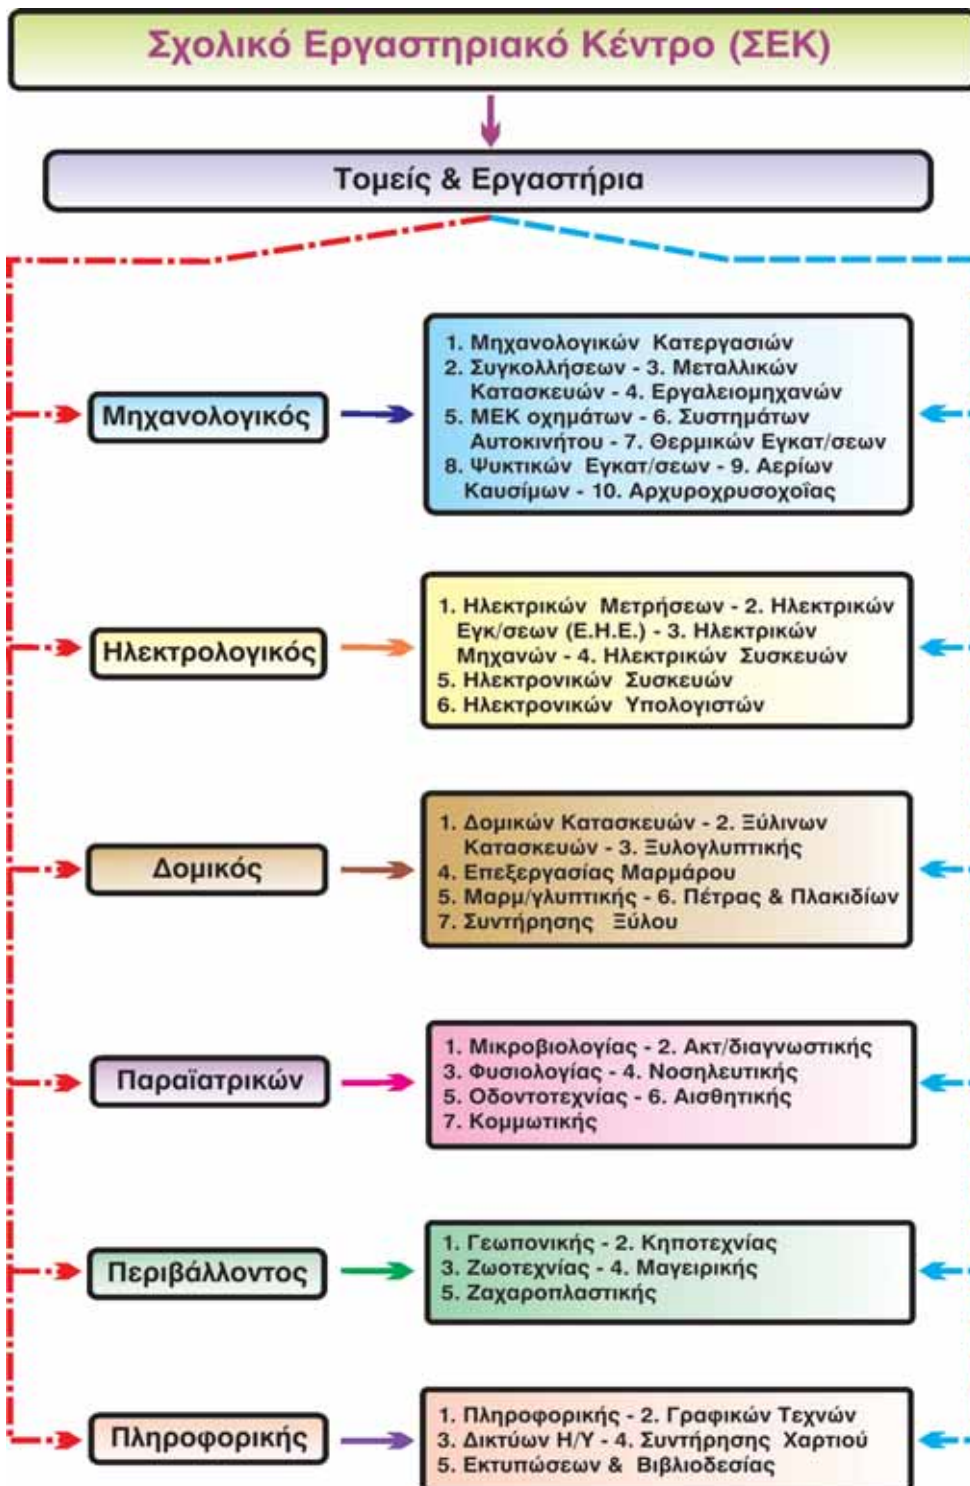 Σχολικό Εργαστηριακό Κέντρο (ΣΕΚ)
Τομείς & Εργαστήρια
Μηχανολογικός
1. Μηχανολογικών Κατεργασιών
2. Συγκολλήσεων - 3. Μεταλλικών
Κατασκευών - 4. Εργαλειομηχανών
5. ΜΕΚ οχημάτων - 6. Συστημάτων
Αυτοκινήτου - 7. Θερμικών Εγκατ/σεων
8. Ψυκτικών Εγκατ/σεων - 9. Αερίων
Καυσίμων - 10. Αρχυροχρυσοχοΐας
Ηλεκτρολογικός
1. Ηλεκτρικών Μετρήσεων - 2. Ηλεκτρικών
Εγκ/σεων (Ε.Η.Ε.) - 3. Ηλεκτρικών
Μηχανών - 4. Ηλεκτρικών Συσκευών
5. Ηλεκτρονικών Συσκευών
6. Ηλεκτρονικών Υπολογιστών
Δομικός
1. Δομικών Κατασκευών - 2. Ξύλινων
Κατασκευών - 3. Ξυλογλυπτικής
4. Επεξεργασίας Μαρμάρου
5. Μαρμ/γλυπτικής - 6. Πέτρας & Πλακιδίων
7. Συντήρησης Ξύλου
Παραϊατρικών
1. Μικροβιολογίας - 2. Ακτ/διαγνωστικής
3. Φυσιολογίας - 4. Νοσηλευτικής
5. Οδοντοτεχνίας - 6. Αισθητικής
7. Κομμωτικής
Περιβάλλοντος
1. Γεωπονικής - 2. Κηποτεχνίας
3. Ζωοτεχνίας - 4. Μαγειρικής
5. Ζαχαροπλαστικής
Πληροφορικής
1. Πληροφορικής - 2. Γραφικών Τεχνών
3. Δικτύων Η/Υ - 4. Συντήρησης Χαρτιού
5. Εκτυπώσεων & Βιβλιοδεσίας